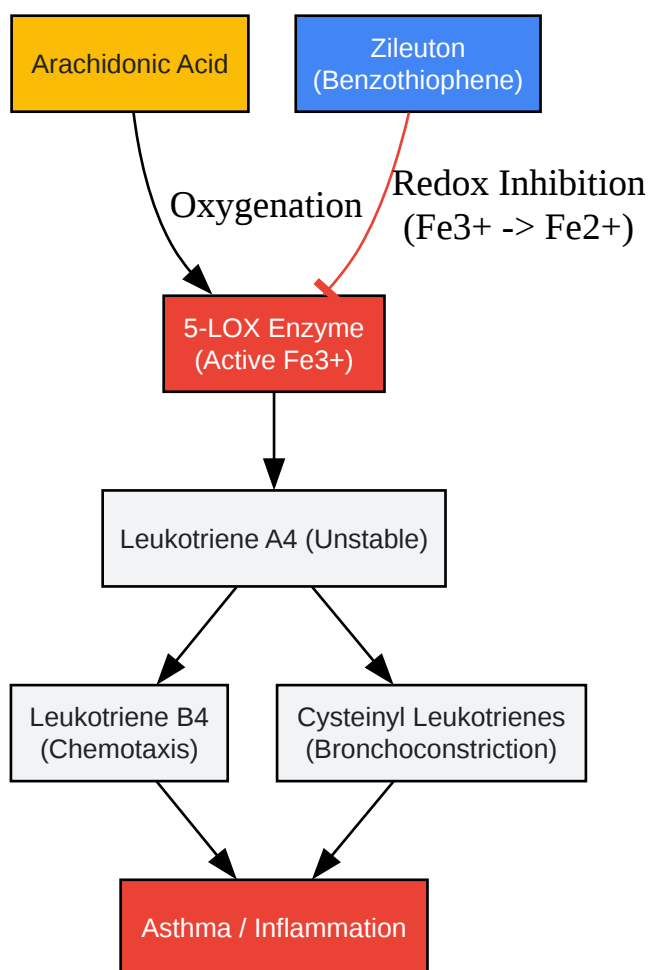 Arachidonic Acid
Zileuton
(Benzothiophene)
Oxygenation
Redox Inhibition
(Fe3+ -> Fe2+)
5-LOX Enzyme
(Active Fe3+)
Leukotriene A4 (Unstable)
Leukotriene B4
(Chemotaxis)
Cysteinyl Leukotrienes
(Bronchoconstriction)
Asthma / Inflammation